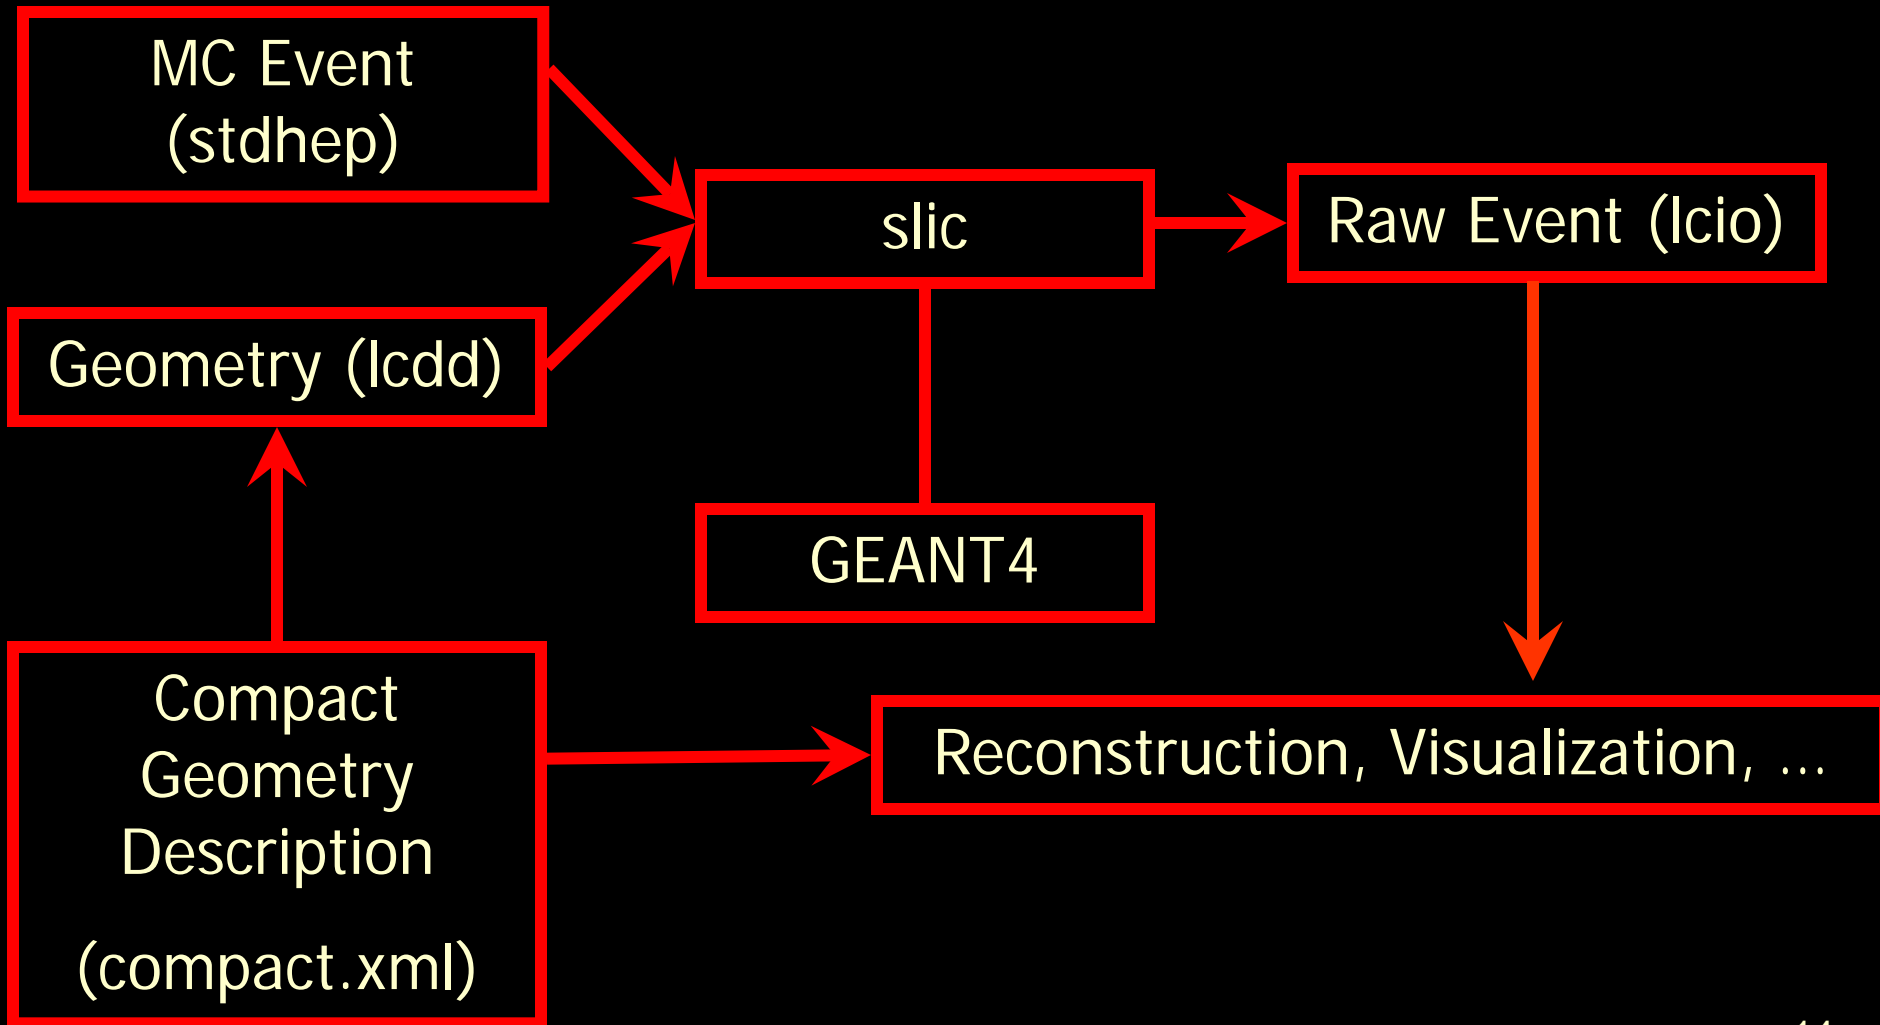 MC Event
(stdhep)
slic
Raw Event (lcio)
Geometry (lcdd)
GEANT4
Compact
Geometry
Description
(compact.xml)
Reconstruction, Visualization, ...